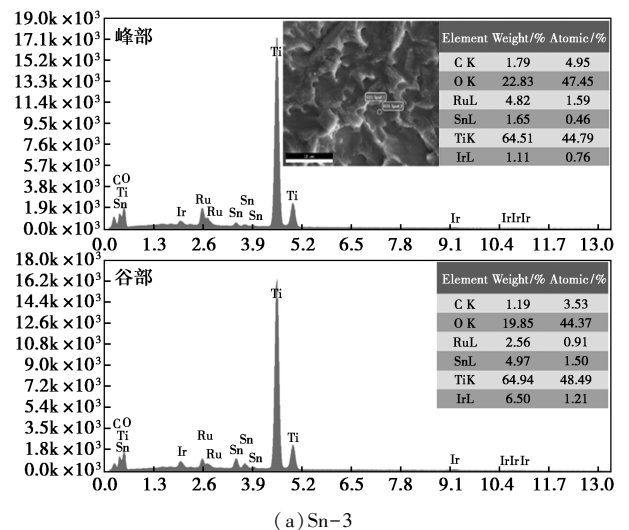 19.0k×10³
17.1k×10³
15.2k×10³
13.3k×10³
11.4k×10³
9.5k×10³
7.6k×10³
5.7k×10³
3.8k×10³
1.9k×10³
0.0k×10³
峰部
Ti
C O
Ti
Sn
Ir
Ru
Ru
Sn
Sn
Sn
Ti
Ir
IrIrIr
Element Weight/% Atomic/%
C K 1.79 4.95
O K 22.83 47.45
RuL 4.82 1.59
SnL 1.65 0.46
TiK 64.51 44.79
IrL 1.11 0.76
0.0 1.3 2.6 3.9 5.2 6.5 7.8 9.1 10.4 11.7 13.0
18.0k×10³
16.2k×10³
14.4k×10³
12.6k×10³
10.8k×10³
9.0k×10³
7.2k×10³
5.4k×10³
3.5k×10³
1.8k×10³
0.0k×10³
谷部
Ti
C O
Ti
Sn
Ir
Ru
Ru
Sn
Sn
Sn
Ti
Ir
IrIrIr
Element Weight/% Atomic/%
C K 1.19 3.53
O K 19.85 44.37
RuL 2.56 0.91
SnL 4.97 1.50
TiK 64.94 48.49
IrL 6.50 1.21
0.0 1.3 2.6 3.9 5.2 6.5 7.8 9.1 10.4 11.7 13.0
(a)Sn-3